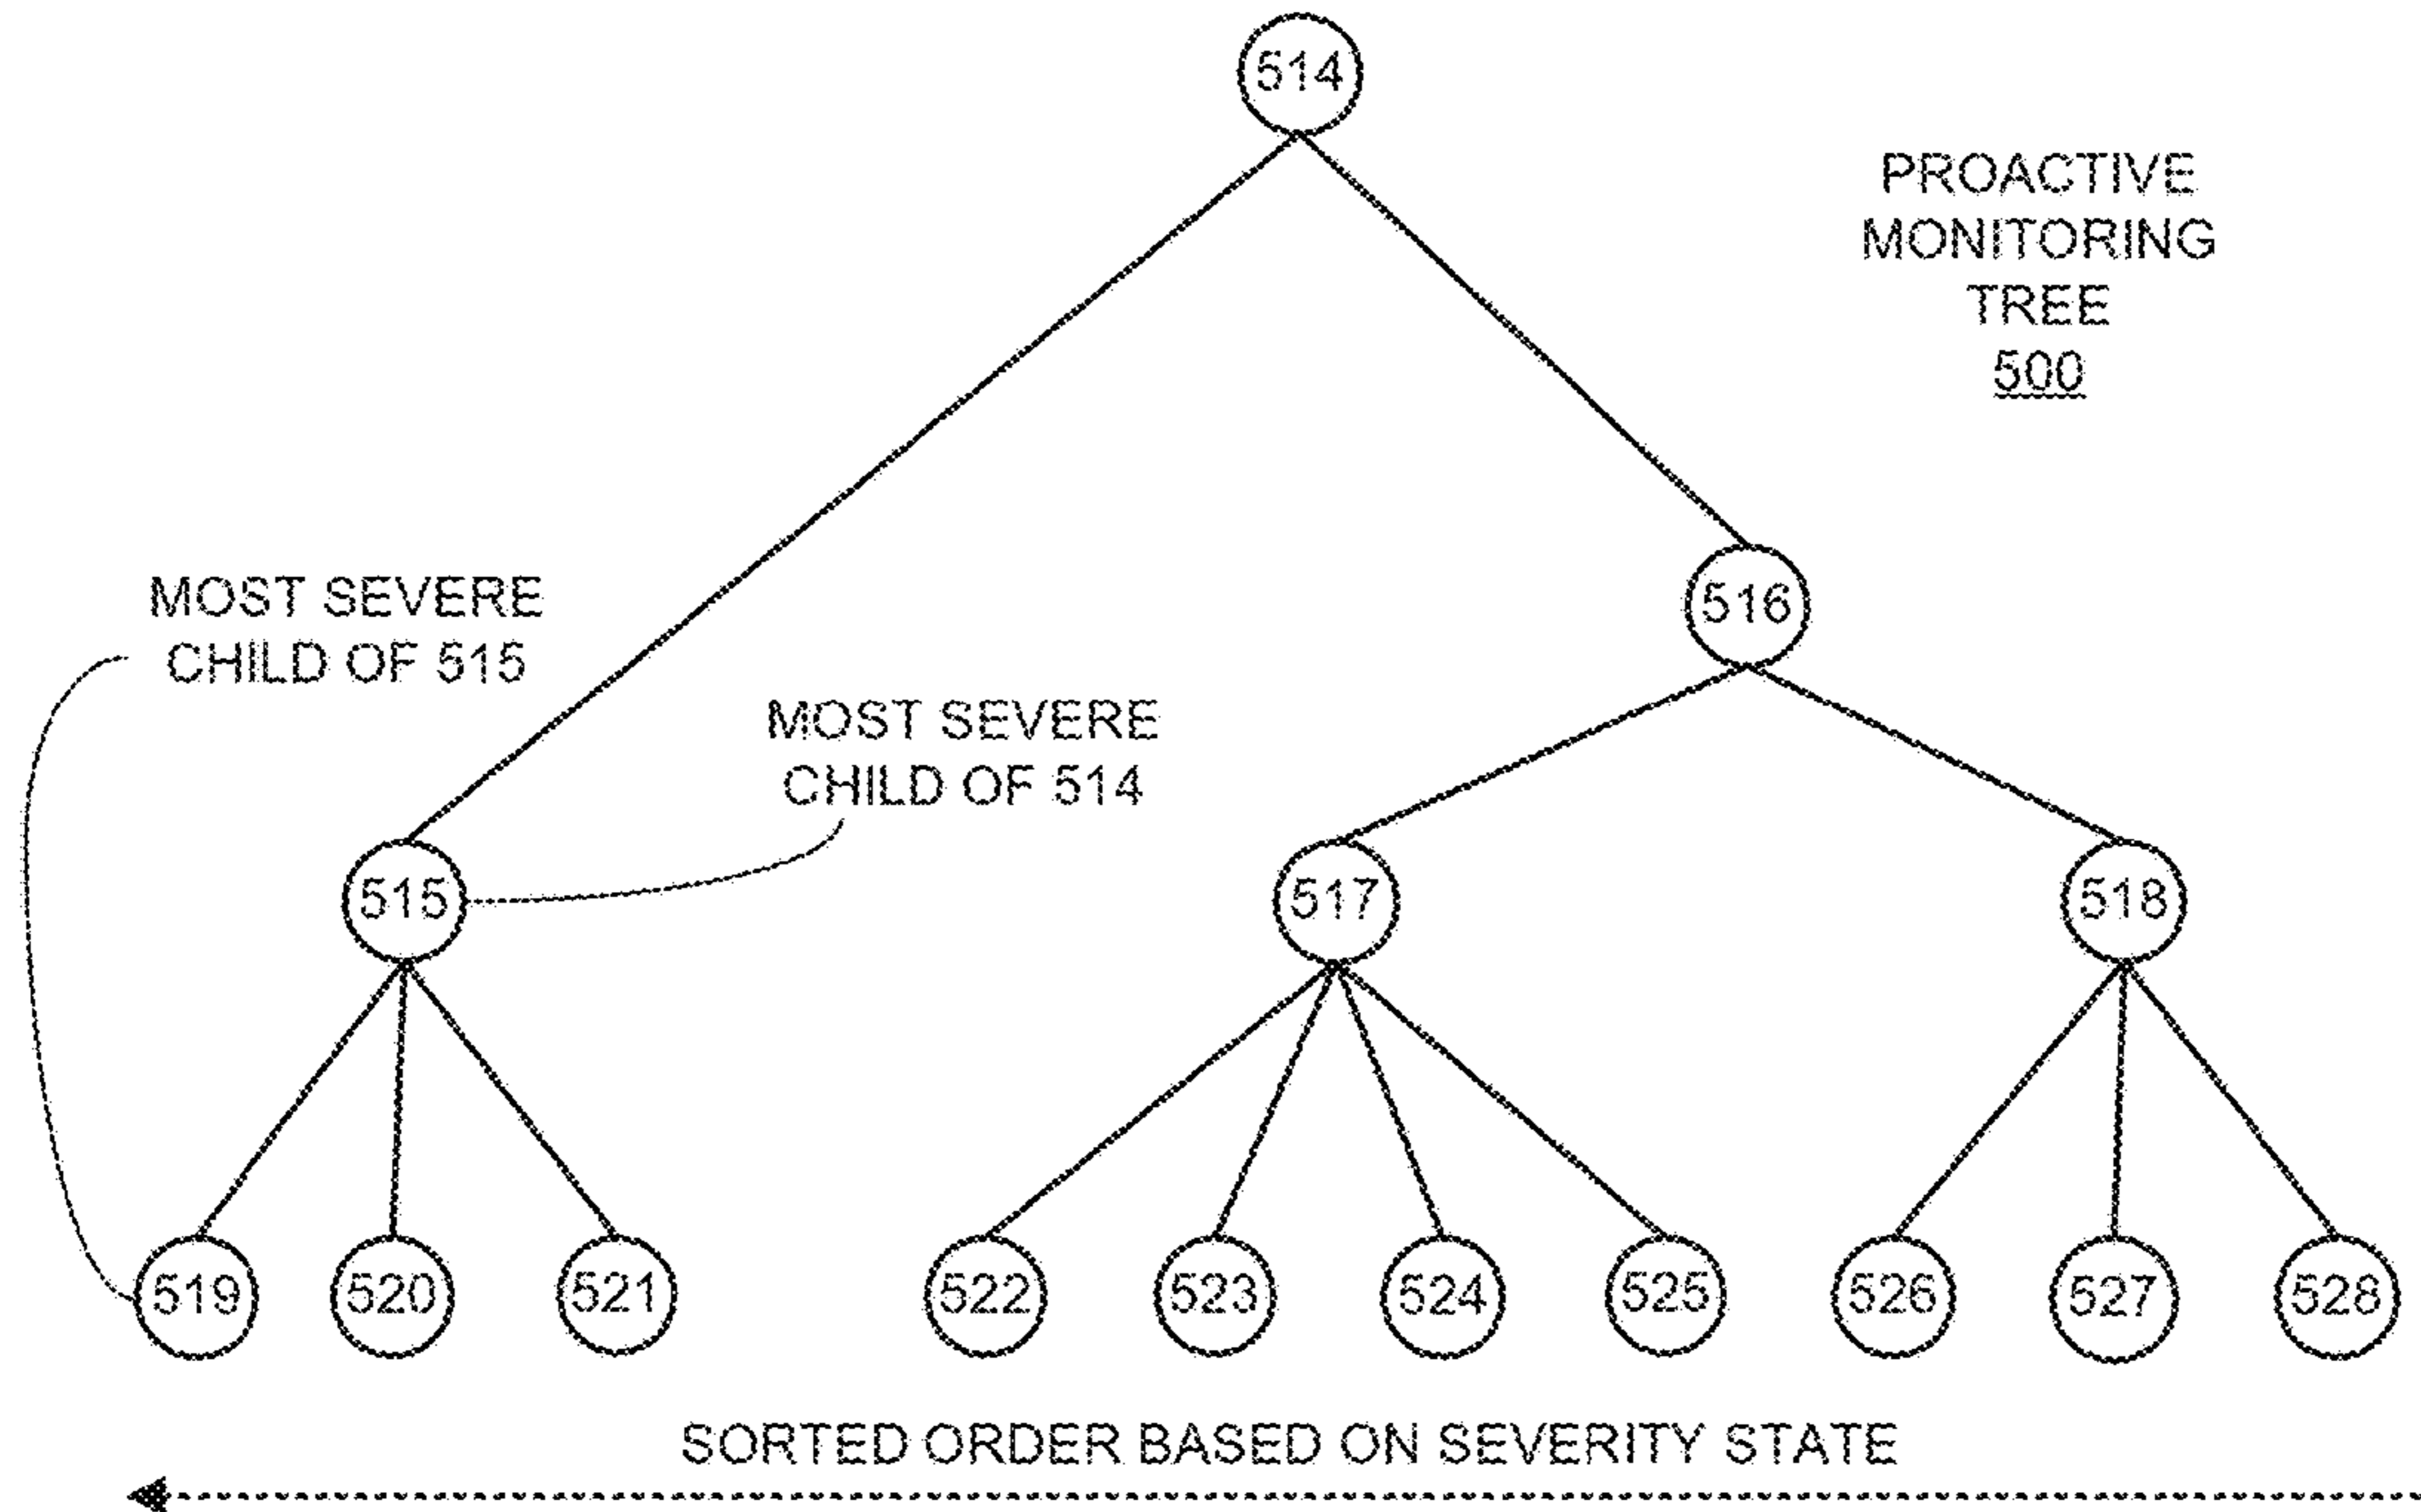 514
PROACTIVE
MONITORING
TREE
500
MOST SEVERE
CHILD OF 515
516
MOST SEVERE
CHILD OF 514
515
517
518
519
520
521
522
523
524
525
526
527
528
SORTED ORDER BASED ON SEVERITY STATE